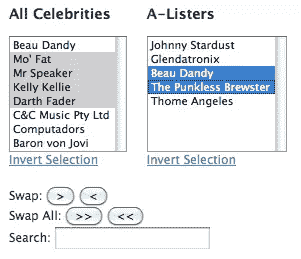 All Celebrities
Beau Dandy
Mo' Fat
Mr Speaker
Kelly Kellie
Darth Fader
C&C Music Pty Ltd
Computadors
Baron von Jovi
Invert Selection
A-Listers
Johnny Stardust
Glendatronix
Beau Dandy
The Punkless Brewster
Thome Angeles
Invert Selection
Swap: > <
Swap All: >> <<
Search: